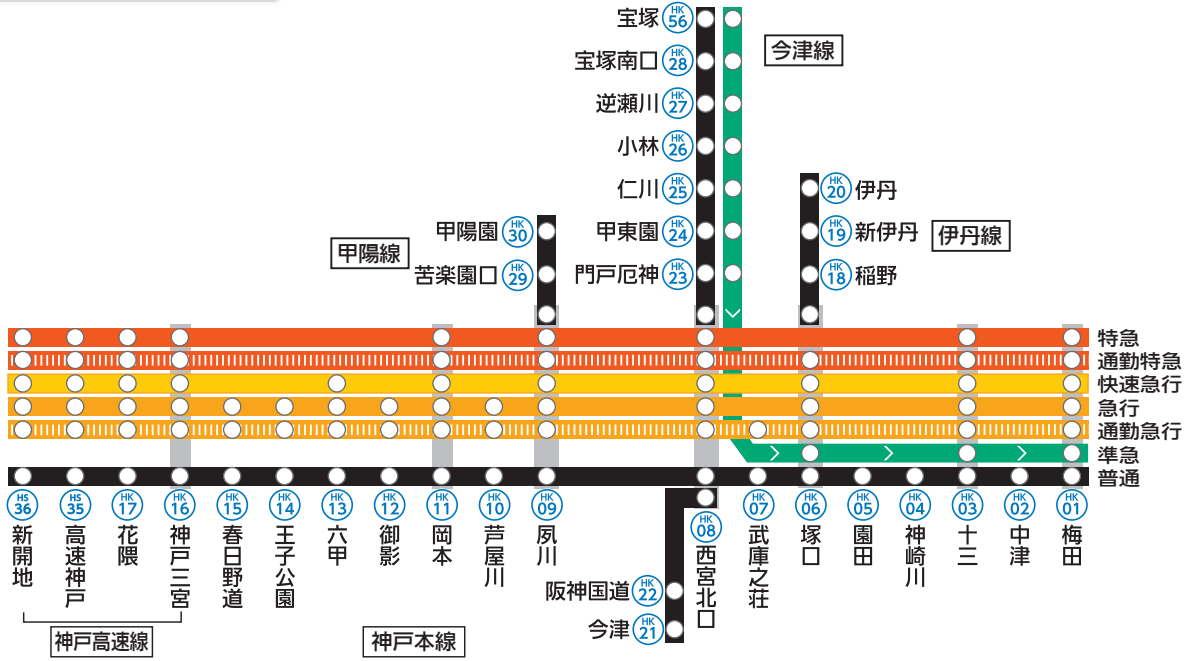 宝塚 HK 56
今津線
宝塚南口 HK 28
逆瀬川 HK 27
小林 HK 26
仁川 HK 25
HK 20 伊丹
甲陽園 HK 30
甲東園 HK 24
HK 19 新伊丹
伊丹線
甲陽線
苦楽園口 HK 29
門戸厄神 HK 23
HK 18 稲野
特急
通勤特急
快速急行
急行
通勤急行
準急
普通
HS 36 新開地
HS 35 高速神戸
HK 17 花隈
HK 16 神戸三宮
HK 15 春日野道
HK 14 王子公園
HK 13 六甲
HK 12 御影
HK 11 岡本
HK 10 芦屋川
HK 09 夙川
HK 08 西宮北口
HK 07 武庫之荘
HK 06 塚口
HK 05 園田
HK 04 神崎川
HK 03 十三
HK 02 中津
HK 01 梅田
阪神国道 HK 22
今津 HK 21
神戸高速線
神戸本線